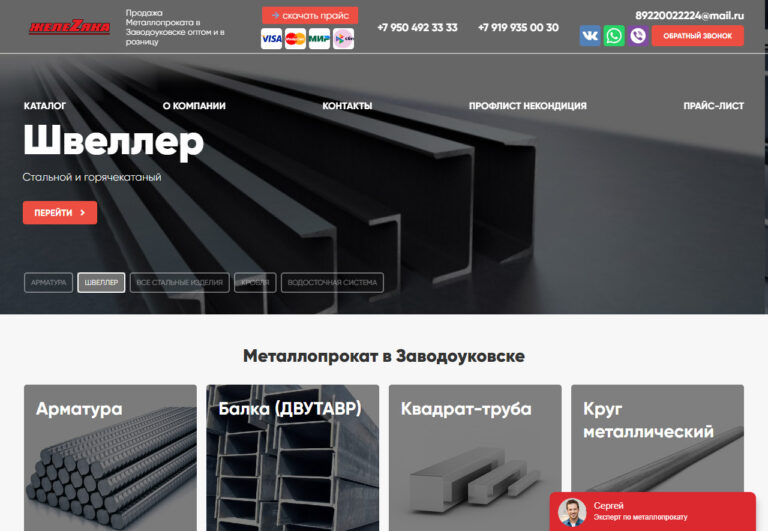 ЖЕЛЕZЯКА
Продажа
Металлопроката в
Заводоуковске оптом и в
розницу
скачать прайс
VISA MasterCard МИР
+7 950 492 33 33
+7 919 935 00 30
89220022224@mail.ru
ОБРАТНЫЙ ЗВОНОК
КАТАЛОГ
О КОМПАНИИ
КОНТАКТЫ
ПРОФЛИСТ НЕКОНДИЦИЯ
ПРАЙС-ЛИСТ
Швеллер
Стальной и горячекатаный
ПЕРЕЙТИ
АРМАТУРА
ШВЕЛЛЕР
ВСЕ СТАЛЬНЫЕ ИЗДЕЛИЯ
КРОВЛЯ
ВОДОСТОЧНАЯ СИСТЕМА
Металлопрокат в Заводоуковске
Арматура
Балка (ДВУТАВР)
Квадрат-труба
Круг
металлический
Сергей
Эксперт по металлопрокату